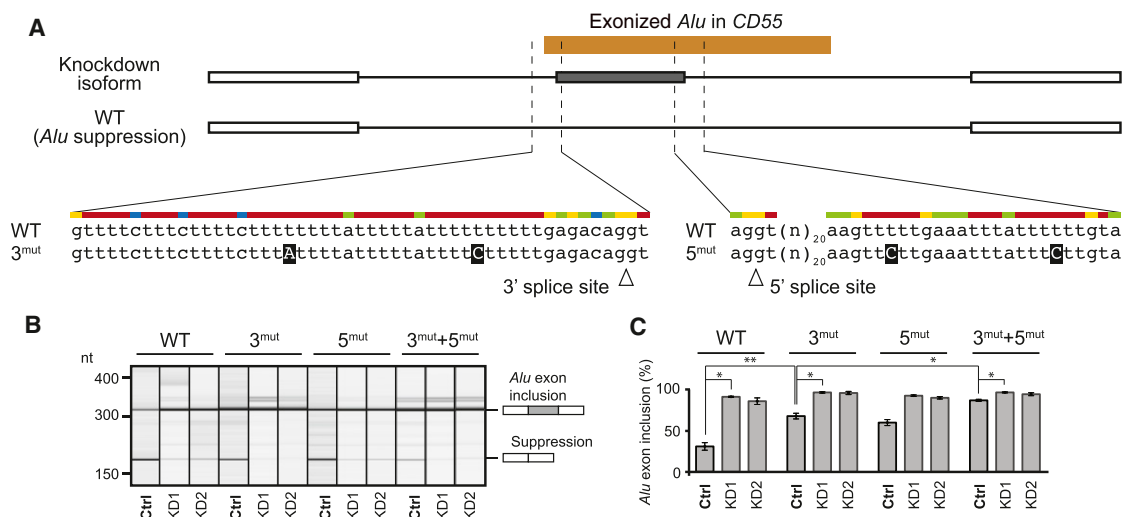 A
Exonized Alu in CD55
Knockdown
isoform
WT
(Alu suppression)
WT gttttctttcttttcttttttttatttttattttttttttgagacaggt
3mut gttttctttcttttctttAttttatttttattttCtttttgagacaggt
3' splice site
WT aggt(n)20aagtttttgaaatttattttttgta
5mut aggt(n)20aagttCttgaaatttatttCttgta
5' splice site
B
WT 3mut 5mut 3mut+5mut
nt
400
300
150
Alu exon
inclusion
Suppression
Ctrl KD1 KD2 Ctrl KD1 KD2 Ctrl KD1 KD2 Ctrl KD1 KD2
C
WT 3mut 5mut 3mut+5mut
** *
* * *
Alu exon inclusion (%)
100
50
0
Ctrl KD1 KD2 Ctrl KD1 KD2 Ctrl KD1 KD2 Ctrl KD1 KD2